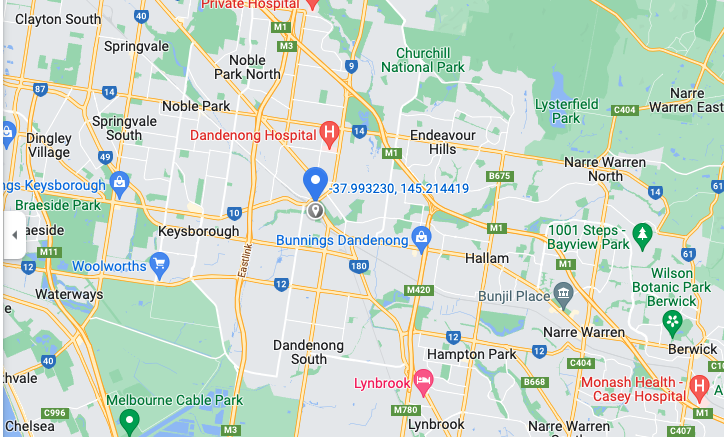 Private Hospital
Clayton South
40
M1
Springvale
M3
Churchill
National Park
Noble
Park North
9
87
14
Lysterfield
Park
C404
Narre
Warren East
Noble Park
Springvale
South
Dandenong Hospital
H
14
Endeavour
Hills
Dingley
Village
M1
49
Narre Warren
North
B675
ngs Keysborough
-37.993230, 145.214419
65
Braeside Park
10
aeside
Keysborough
M1
1001 Steps -
Bayview Park
Bunnings Dandenong
M11
Eastlink
61
Woolworths
180
Hallam
M1
Wilson
Botanic Park
Berwick
12
M420
Bunjil Place
Waterways
Narre Warren
12
12
Dandenong
South
Hampton Park
Berwick
40
C404
C10
thvale
Lynbrook
B668
Monash Health -
Casey Hospital
H
A
Melbourne Cable Park
C996
M780
Chelsea
M3
Lynbrook
Narre Warren
South
C407